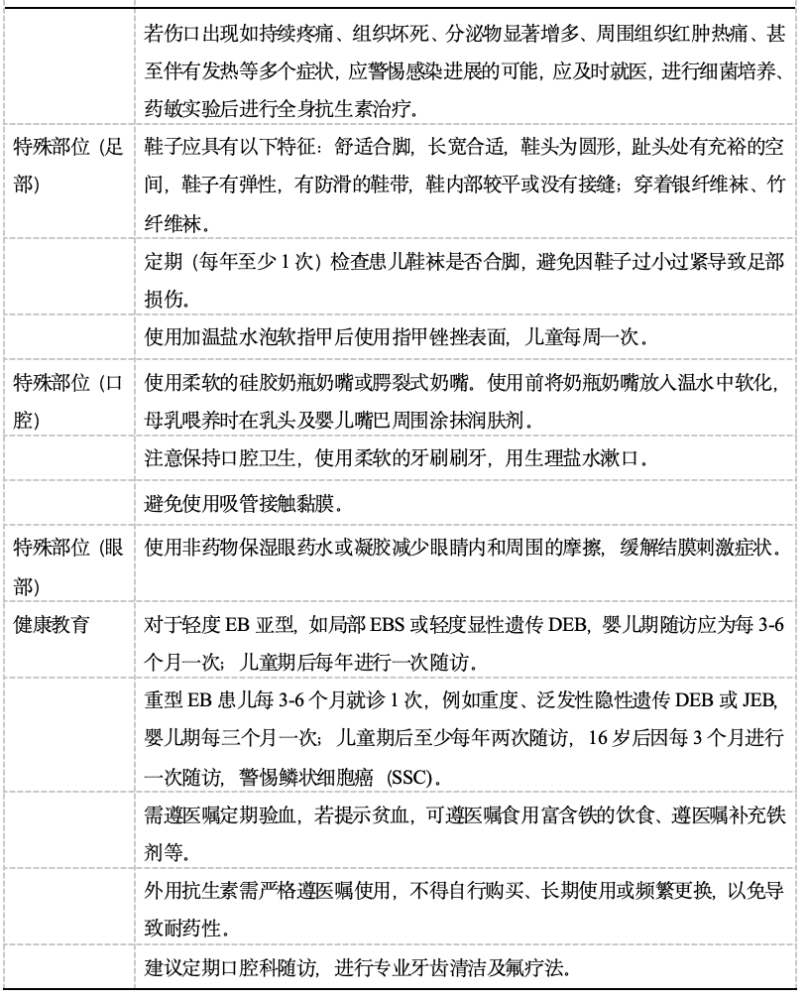 若伤口出现如持续疼痛、组织坏死、分泌物显著增多、周围组织红肿热痛、甚
至伴有发热等多个症状，应警惕感染进展的可能，应及时就医，进行细菌培养、
药敏实验后进行全身抗生素治疗。
特殊部位（足
部）
鞋子应具有以下特征：舒适合脚，长宽合适，鞋头为圆形，趾头处有充裕的空
间，鞋子有弹性，有防滑的鞋带，鞋内部较平或没有接缝；穿着银纤维袜、竹
纤维袜。
定期（每年至少 1 次）检查患儿鞋袜是否合脚，避免因鞋子过小过紧导致足部
损伤。
使用加温盐水泡软指甲后使用指甲锉挫表面，儿童每周一次。
特殊部位（口
腔）
使用柔软的硅胶奶瓶奶嘴或腭裂式奶嘴。使用前将奶瓶奶嘴放入温水中软化，
母乳喂养时在乳头及婴儿嘴巴周围涂抹润肤剂。
注意保持口腔卫生，使用柔软的牙刷刷牙，用生理盐水漱口。
避免使用吸管接触黏膜。
特殊部位（眼
部）
使用非药物保湿眼药水或凝胶减少眼睛内和周围的摩擦，缓解结膜刺激症状。
健康教育
对于轻度 EB 亚型，如局部 EBS 或轻度显性遗传 DEB，婴儿期随访应为每 3-6
个月一次；儿童期后每年进行一次随访。
重型 EB 患儿每 3-6 个月就诊 1 次，例如重度、泛发性隐性遗传 DEB 或 JEB，
婴儿期每三个月一次；儿童期后至少每年两次随访，16 岁后因每 3 个月进行
一次随访，警惕鳞状细胞癌（SSC）。
需遵医嘱定期验血，若提示贫血，可遵医嘱食用富含铁的饮食、遵医嘱补充铁
剂等。
外用抗生素需严格遵医嘱使用，不得自行购买、长期使用或频繁更换，以免导
致耐药性。
建议定期口腔科随访，进行专业牙齿清洁及氟疗法。